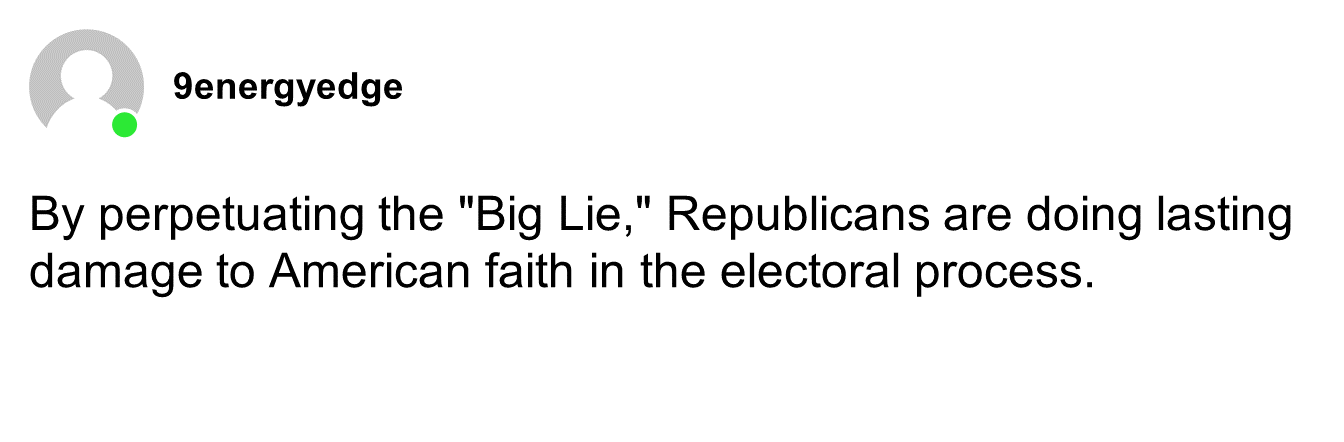 9energyedge
By perpetuating the "Big Lie," Republicans are doing lasting
damage to American faith in the electoral process.